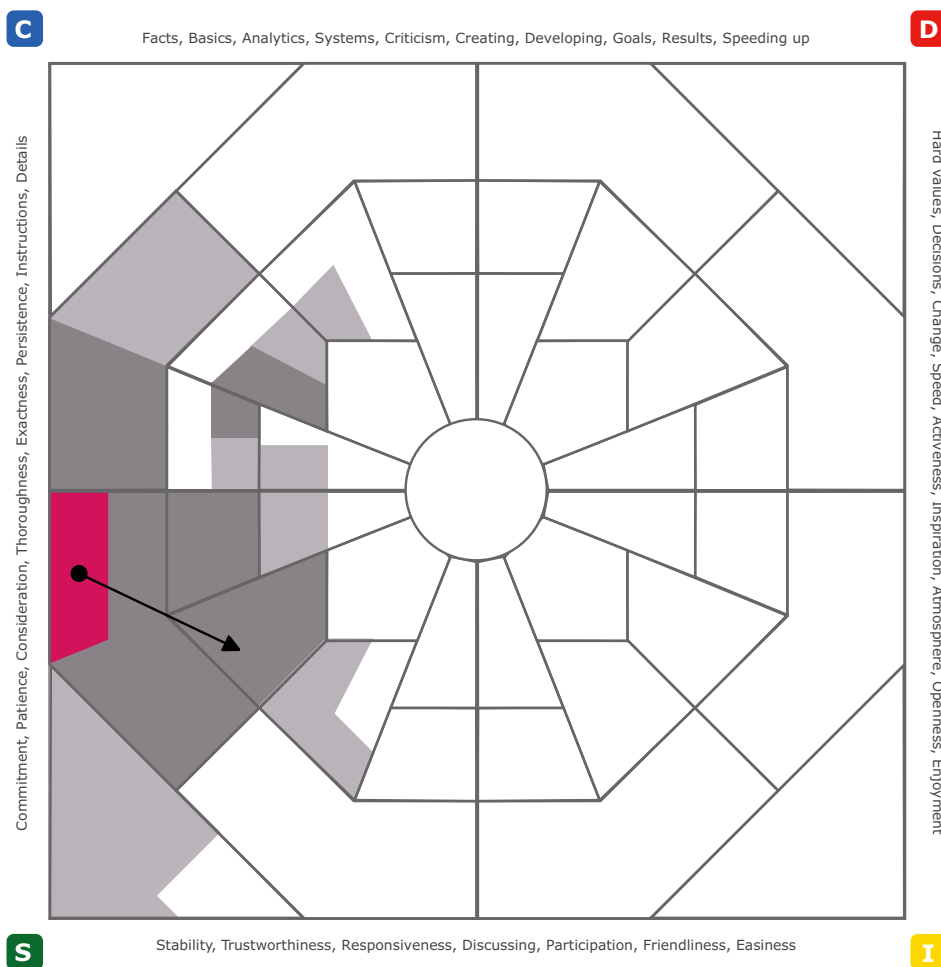 C
D
Facts, Basics, Analytics, Systems, Criticism, Creating, Developing, Goals, Results, Speeding up
Commitment, Patience, Consideration, Thoroughness, Exactness, Persistence, Instructions, Details
Hard values, Decisions, Change, Speed, Activeness, Inspiration, Atmosphere, Openness, Enjoyment
Stability, Trustworthiness, Responsiveness, Discussing, Participation, Friendliness, Easiness
S
I